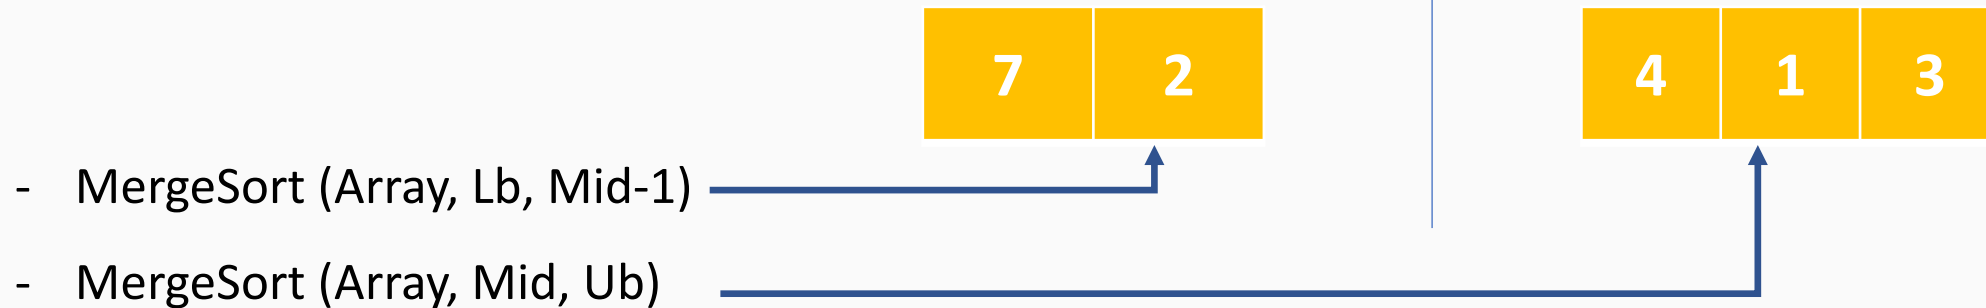 7 2 4 1 3
- MergeSort (Array, Lb, Mid-1)
- MergeSort (Array, Mid, Ub)